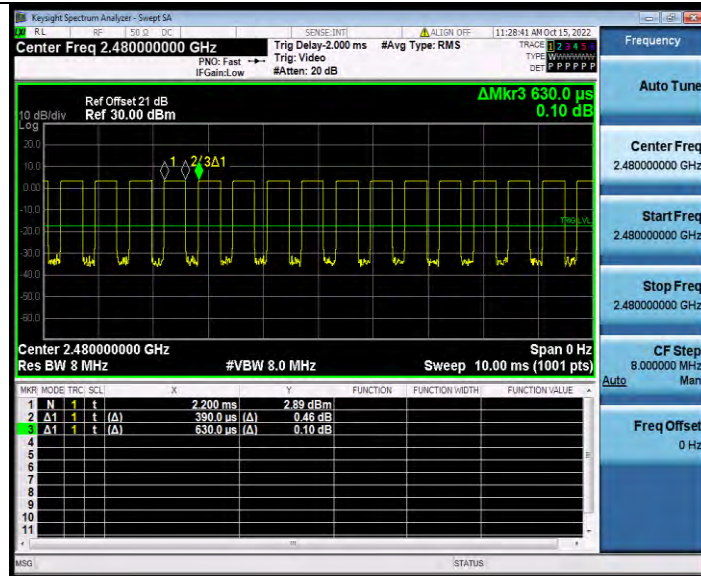 Keysight Spectrum Analyzer - Swept SA
RL RF 50 Ω DC SENSE:INT ALIGN OFF 11:28:41 AM Oct 15, 2022
Center Freq 2.480000000 GHz
PNO: Fast
IFGain:Low
Trig Delay-2.000 ms
Trig: Video
#Atten: 20 dB
#Avg Type: RMS
TRACE 1 2 3 4 5 6
TYPE WWWWWWWW
DET P P P P P P
Frequency
ΔMkr3 630.0 µs
0.10 dB
Ref Offset 21 dB
Ref 30.00 dBm
10 dB/div
Log
20.0
10.0
0.00
-10.0
-20.0
-30.0
-40.0
-50.0
-60.0
1 2/3Δ1
TRIG LVL
Center 2.480000000 GHz Span 0 Hz
Res BW 8 MHz #VBW 8.0 MHz Sweep 10.00 ms (1001 pts)
MKR MODE TRC SCL X Y FUNCTION FUNCTION WIDTH FUNCTION VALUE
1 N 1 t 2.200 ms 2.89 dBm
2 Δ1 1 t (Δ) 390.0 µs (Δ) 0.46 dB
3 Δ1 1 t (Δ) 630.0 µs (Δ) 0.10 dB
4
5
6
7
8
9
10
11
MSG STATUS
Auto Tune
Center Freq
2.480000000 GHz
Start Freq
2.480000000 GHz
Stop Freq
2.480000000 GHz
CF Step
8.000000 MHz
Auto Man
Freq Offset
0 Hz